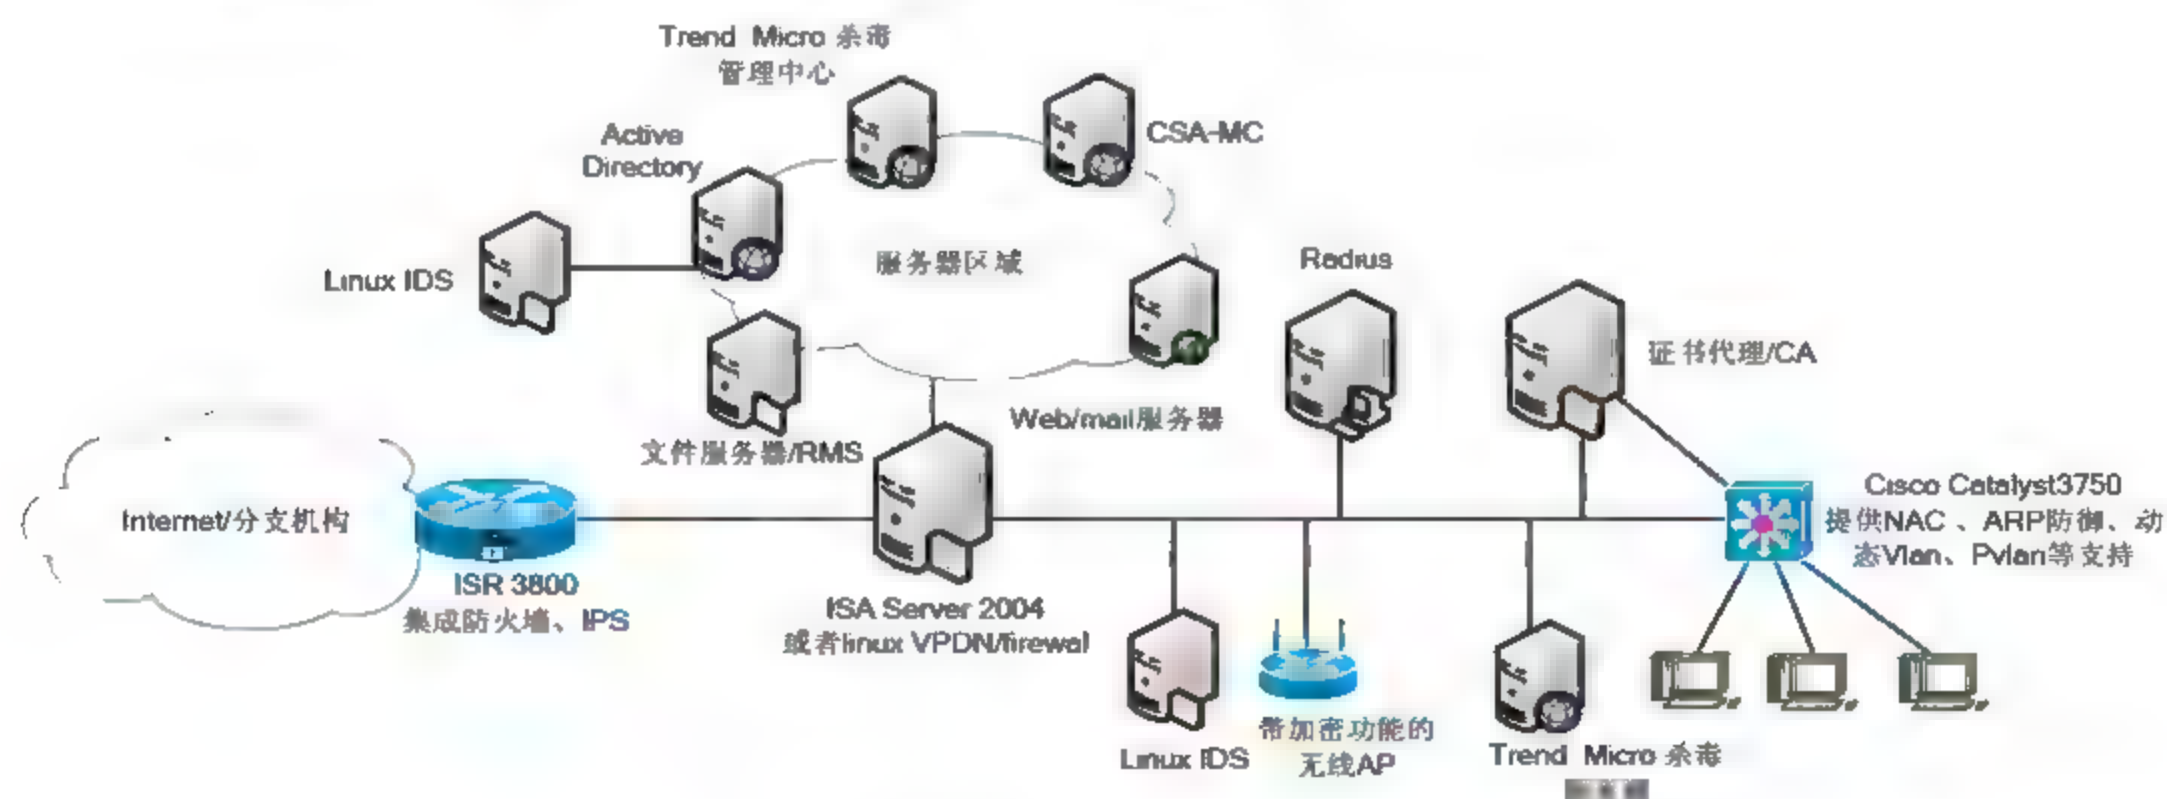 Trend Micro 杀毒
管理中心
Active
Directory
CSA-MC
Linux IDS
服务器区域
Radius
证书代理/CA
Web/mail服务器
文件服务器/RMS
Internet/分支机构
ISR 3800
集成防火墙、IPS
ISA Server 2004
或者linux VPDN/firewal
Cisco Catalyst3750
提供NAC 、ARP防御、动
态Vlan、Pvlan等支持
Linux IDS
带加密功能的
无线AP
Trend Micro 杀毒